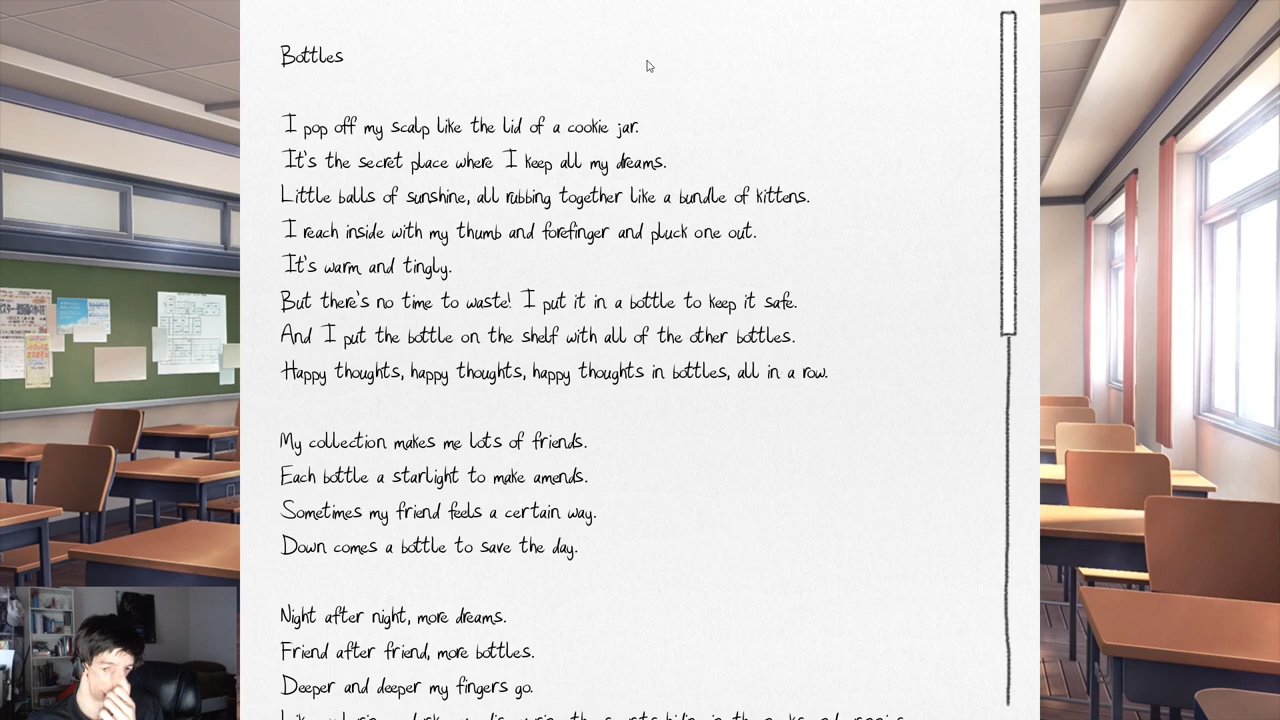 Bottles
I pop off my scalp like the lid of a cookie jar.
It's the secret place where I keep all my dreams.
Little balls of sunshine, all rubbing together like a bundle of kittens.
I reach inside with my thumb and forefinger and pluck one out.
It's warm and tingly.
But there's no time to waste! I put it in a bottle to keep it safe.
And I put the bottle on the shelf with all of the other bottles.
Happy thoughts, happy thoughts, happy thoughts in bottles, all in a row.
My collection makes me lots of friends.
Each bottle a starlight to make amends.
Sometimes my friend feels a certain way.
Down comes a bottle to save the day.
Night after night, more dreams.
Friend after friend, more bottles.
Deeper and deeper my fingers go.